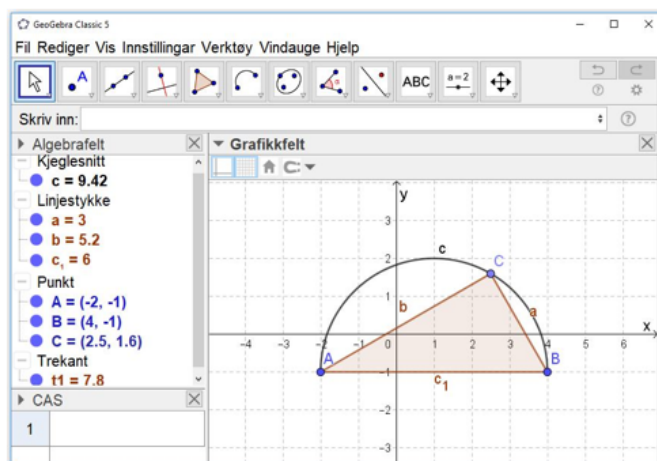 GeoGebra Classic 5
Fil Rediger Vis Innstillingar Verktøy Vindauge Hjelp
A
α
ABC
a=2
Skriv inn:
Algebrafelt
Kjeglesnitt
c = 9.42
Linjestykke
a = 3
b = 5.2
c₁ = 6
Punkt
A = (-2, -1)
B = (4, -1)
C = (2.5, 1.6)
Trekant
t1 = 7.8
CAS
1
Grafikkfelt
y
3
c
2
C
1
b
a
x
-4 -3 -2 -1 0 1 2 3 4 5 6
A
B
-1
c₁
-2
-3